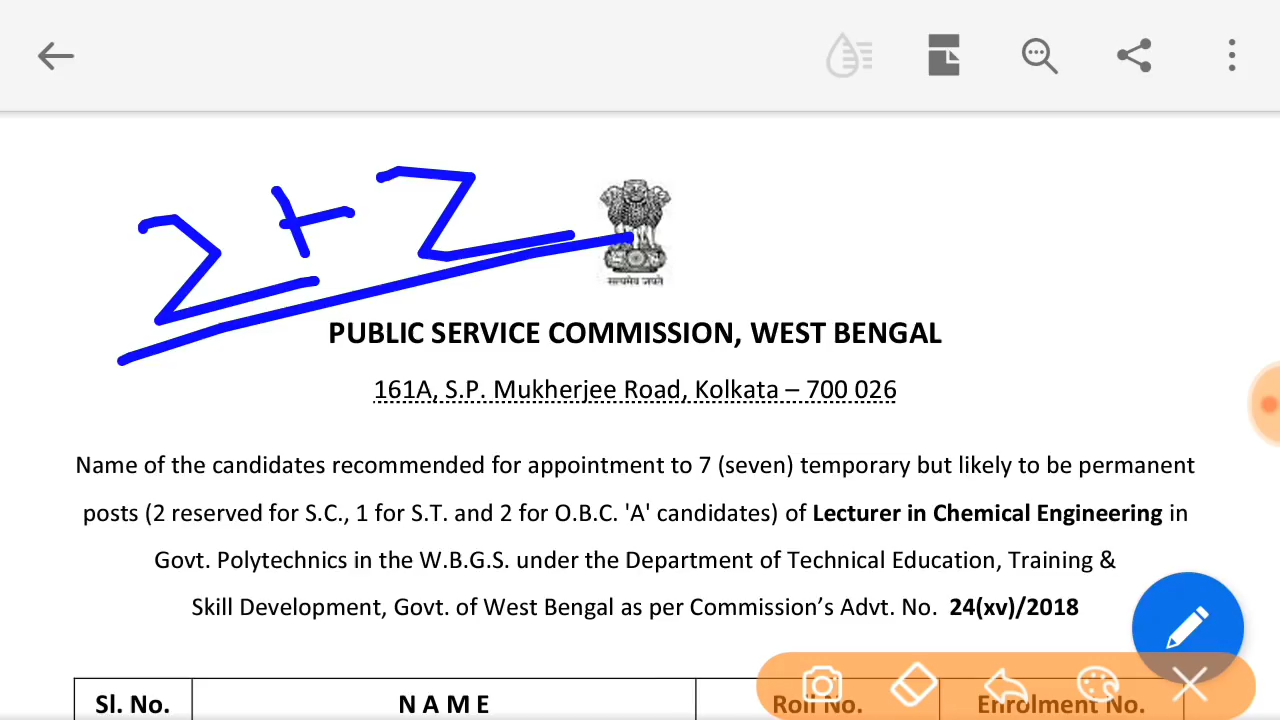 2+2
सत्यमेव जयते
PUBLIC SERVICE COMMISSION, WEST BENGAL
161A, S.P. Mukherjee Road, Kolkata – 700 026
Name of the candidates recommended for appointment to 7 (seven) temporary but likely to be permanent
posts (2 reserved for S.C., 1 for S.T. and 2 for O.B.C. 'A' candidates) of Lecturer in Chemical Engineering in
Govt. Polytechnics in the W.B.G.S. under the Department of Technical Education, Training &
Skill Development, Govt. of West Bengal as per Commission’s Advt. No. 24(xv)/2018
Sl. No. N A M E Roll No. Enrolment No.